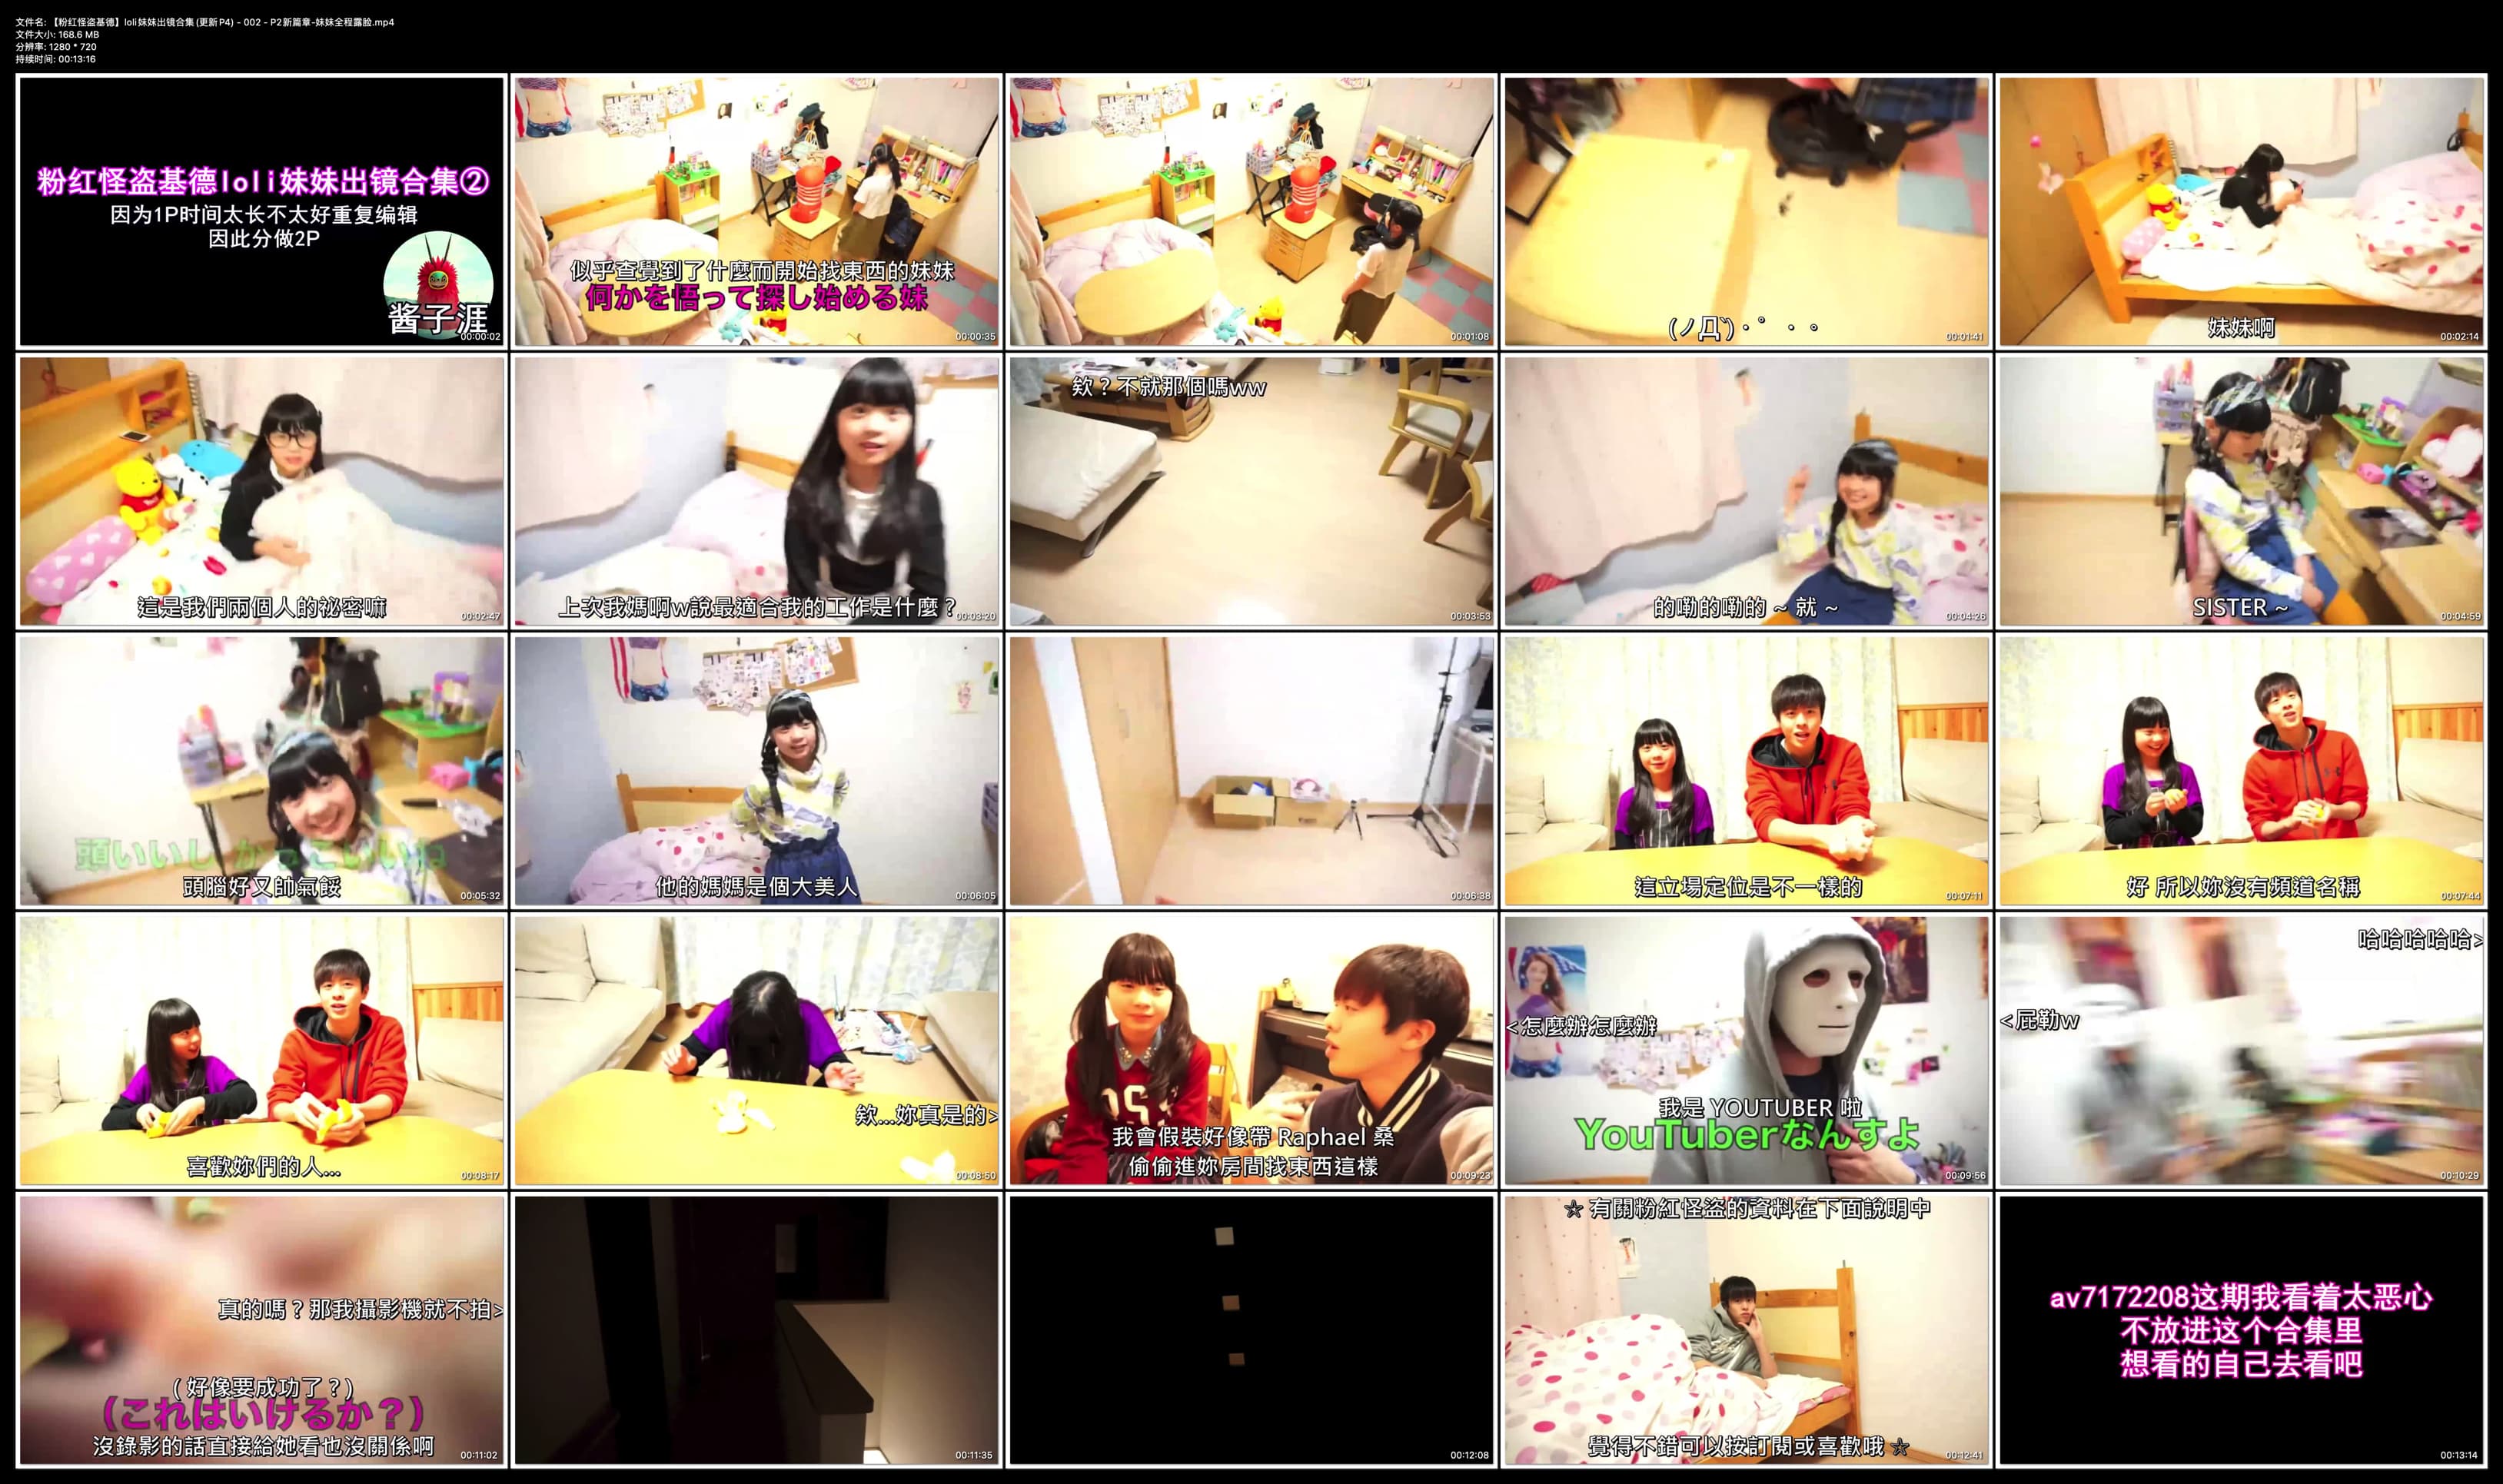 文件名: 【粉红怪盗基德】loli妹妹出镜合集(更新P4) - 002 - P2新篇章-妹妹全程露脸.mp4
文件大小: 168.6 MB
分辨率: 1280 * 720
持续时间: 00:13:16
粉红怪盗基德loli妹妹出镜合集②
因为1P时间太长不太好重复编辑
因此分做2P
酱子涯
00:00:02
似乎查覺到了什麼而開始找東西的妹妹
何かを悟って探し始める妹
00:00:35
00:01:08
(ノД`)・゜・。
00:01:41
妹妹啊
00:02:14
這是我們兩個人的祕密嘛
00:02:47
上次我媽啊w說最適合我的工作是什麼？
00:03:20
欸？不就那個嗎ww
00:03:53
的嘞的嘞的 ~ 就 ~
00:04:26
SISTER ~
00:04:59
頭いいし かっこいいね
頭腦好又帥氣餒
00:05:32
他的媽媽是個大美人
00:06:05
00:06:38
這立場定位是不一樣的
00:07:11
好 所以妳沒有頻道名稱
00:07:44
喜歡妳們的人...
00:08:17
欸...妳真是的>
00:08:50
我會假裝好像帶 Raphael 桑
偷偷進妳房間找東西這樣
00:09:23
<怎麼辦怎麼辦
我是 YOUTUBER 啦
YouTuberなんすよ
00:09:56
哈哈哈哈哈>
<屁勒w
00:10:29
真的嗎？那我攝影機就不拍>
(好像要成功了？)
(これはいけるか？)
沒錄影的話直接給她看也沒關係啊
00:11:02
00:11:35
00:12:08
☆ 有關粉紅怪盜的資料在下面說明中
覺得不錯可以按訂閱或喜歡哦 ☆
00:12:41
av7172208这期我看着太恶心
不放进这个合集里
想看的自己去看吧
00:13:14